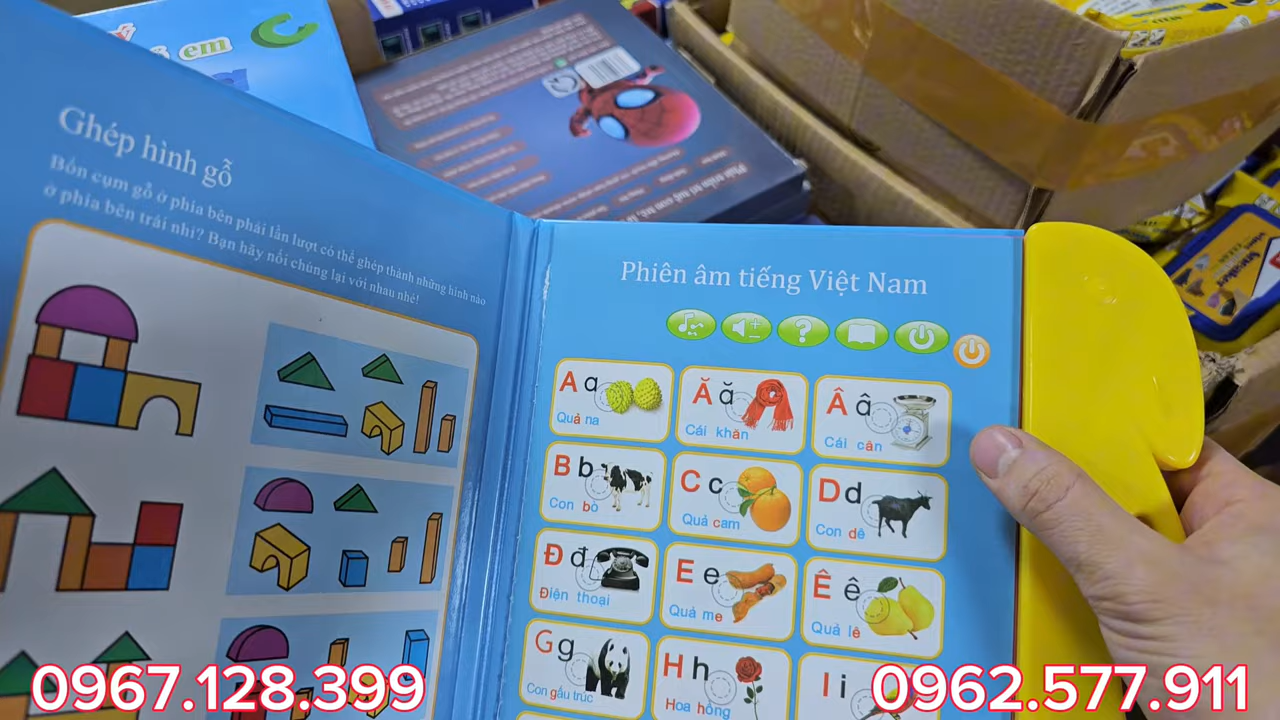 em
Ghép hình gỗ
Bốn cụm gỗ ở phía bên phải lần lượt có thể ghép thành những hình nào
ở phía bên trái nhỉ? Bạn hãy nối chúng lại với nhau nhé!
Phiên âm tiếng Việt Nam
A a
Quả na
Ă ă
Cái khăn
Â â
Cái cân
B b
Con bò
C c
Quả cam
D d
Con dê
Đ đ
Điện thoại
E e
Quả me
Ê ê
Quả lê
G g
Con gấu trúc
H h
Hoa hồng
I i
0967.128.399
0962.577.911